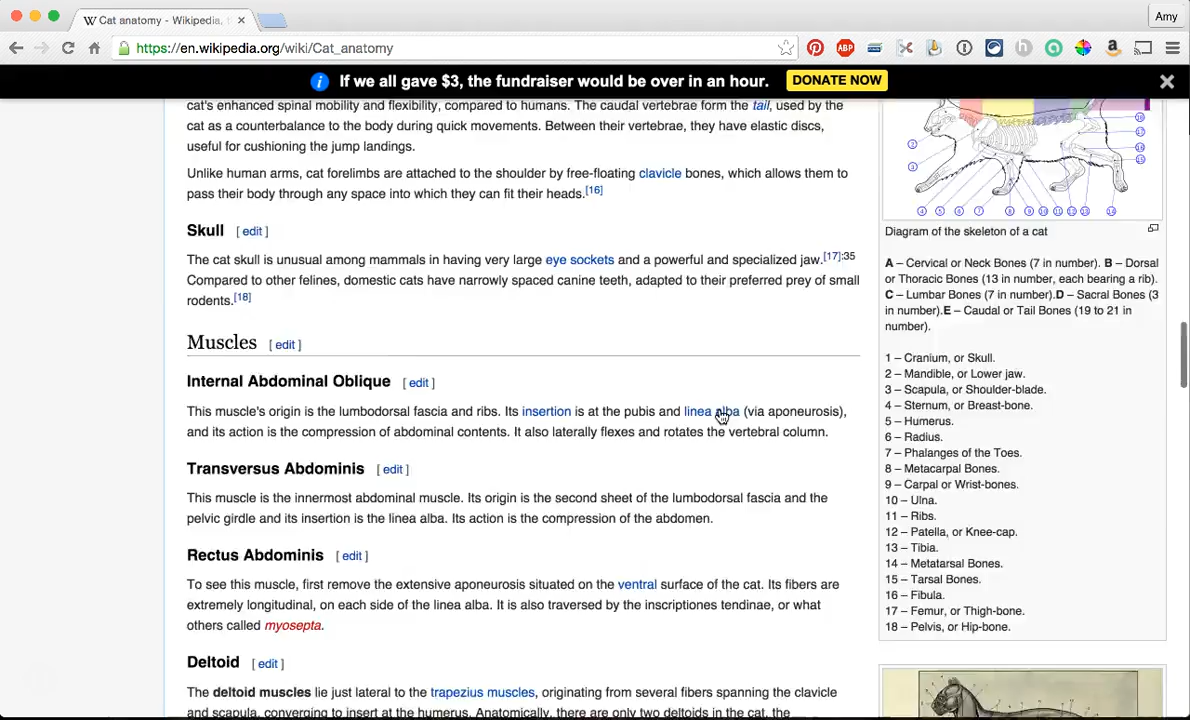 Cat anatomy - Wikipedia,
Amy
https://en.wikipedia.org/wiki/Cat_anatomy
ABP
If we all gave $3, the fundraiser would be over in an hour. DONATE NOW
cat's enhanced spinal mobility and flexibility, compared to humans. The caudal vertebrae form the tail, used by the
cat as a counterbalance to the body during quick movements. Between their vertebrae, they have elastic discs,
useful for cushioning the jump landings.
Unlike human arms, cat forelimbs are attached to the shoulder by free-floating clavicle bones, which allows them to
pass their body through any space into which they can fit their heads.[16]
Skull [ edit ]
The cat skull is unusual among mammals in having very large eye sockets and a powerful and specialized jaw.[17]:35
Compared to other felines, domestic cats have narrowly spaced canine teeth, adapted to their preferred prey of small
rodents.[18]
Muscles [ edit ]
Internal Abdominal Oblique [ edit ]
This muscle's origin is the lumbodorsal fascia and ribs. Its insertion is at the pubis and linea alba (via aponeurosis),
and its action is the compression of abdominal contents. It also laterally flexes and rotates the vertebral column.
Transversus Abdominis [ edit ]
This muscle is the innermost abdominal muscle. Its origin is the second sheet of the lumbodorsal fascia and the
pelvic girdle and its insertion is the linea alba. Its action is the compression of the abdomen.
Rectus Abdominis [ edit ]
To see this muscle, first remove the extensive aponeurosis situated on the ventral surface of the cat. Its fibers are
extremely longitudinal, on each side of the linea alba. It is also traversed by the inscriptiones tendinae, or what
others called myosepta.
Deltoid [ edit ]
The deltoid muscles lie just lateral to the trapezius muscles, originating from several fibers spanning the clavicle
and scapula, converging to insert at the humerus. Anatomically, there are only two deltoids in the cat, the
Diagram of the skeleton of a cat
A – Cervical or Neck Bones (7 in number). B – Dorsal
or Thoracic Bones (13 in number, each bearing a rib).
C – Lumbar Bones (7 in number).D – Sacral Bones (3
in number).E – Caudal or Tail Bones (19 to 21 in
number).
1 – Cranium, or Skull.
2 – Mandible, or Lower jaw.
3 – Scapula, or Shoulder-blade.
4 – Sternum, or Breast-bone.
5 – Humerus.
6 – Radius.
7 – Phalanges of the Toes.
8 – Metacarpal Bones.
9 – Carpal or Wrist-bones.
10 – Ulna.
11 – Ribs.
12 – Patella, or Knee-cap.
13 – Tibia.
14 – Metatarsal Bones.
15 – Tarsal Bones.
16 – Fibula.
17 – Femur, or Thigh-bone.
18 – Pelvis, or Hip-bone.